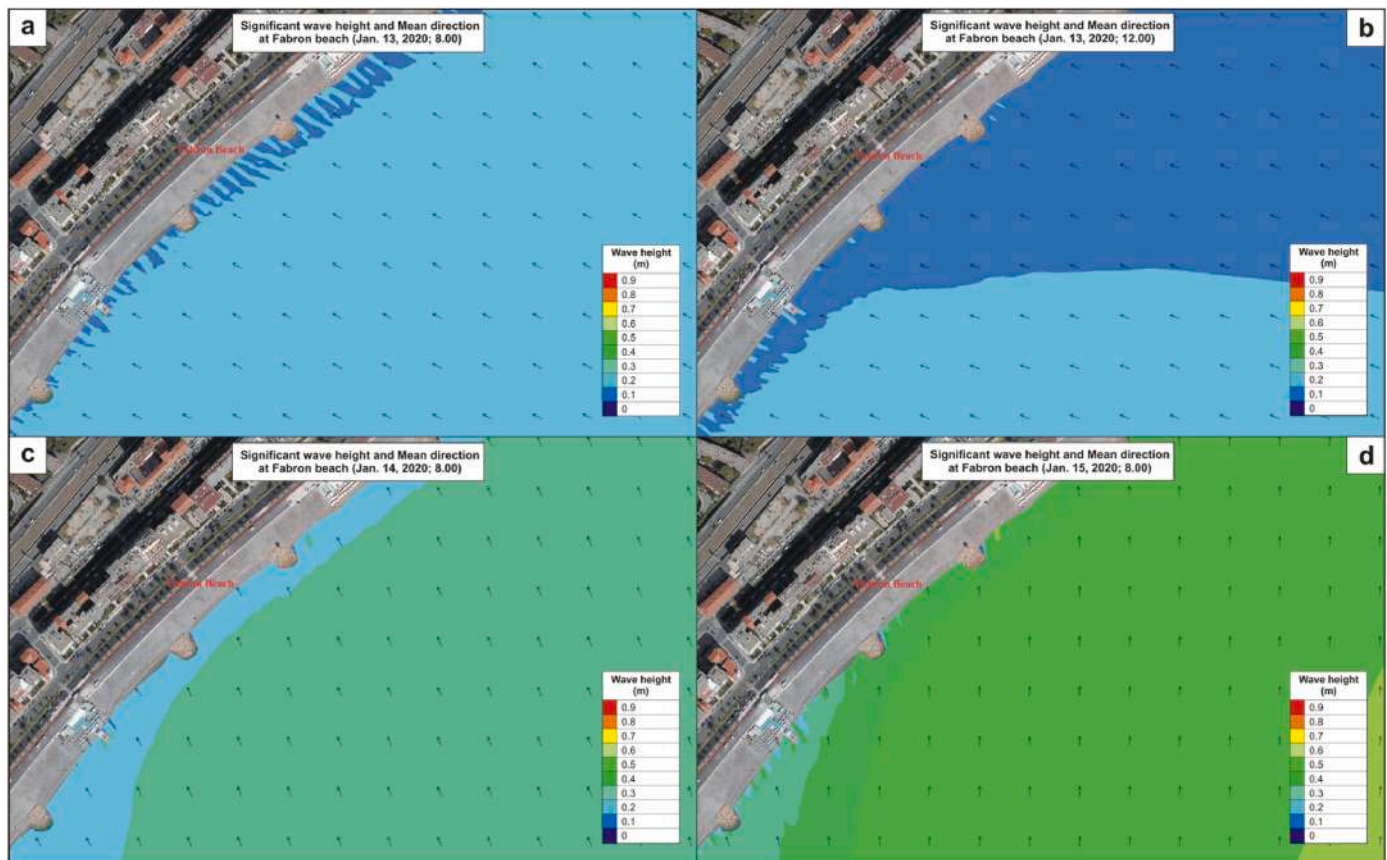 a
Significant wave height and Mean direction
at Fabron beach (Jan. 13, 2020; 8.00)
Fabron Beach
Wave height
(m)
0.9
0.8
0.7
0.6
0.5
0.4
0.3
0.2
0.1
0
b
Significant wave height and Mean direction
at Fabron beach (Jan. 13, 2020; 12.00)
Fabron Beach
Wave height
(m)
0.9
0.8
0.7
0.6
0.5
0.4
0.3
0.2
0.1
0
c
Significant wave height and Mean direction
at Fabron beach (Jan. 14, 2020; 8.00)
Fabron Beach
Wave height
(m)
0.9
0.8
0.7
0.6
0.5
0.4
0.3
0.2
0.1
0
d
Significant wave height and Mean direction
at Fabron beach (Jan. 15, 2020; 8.00)
Fabron Beach
Wave height
(m)
0.9
0.8
0.7
0.6
0.5
0.4
0.3
0.2
0.1
0